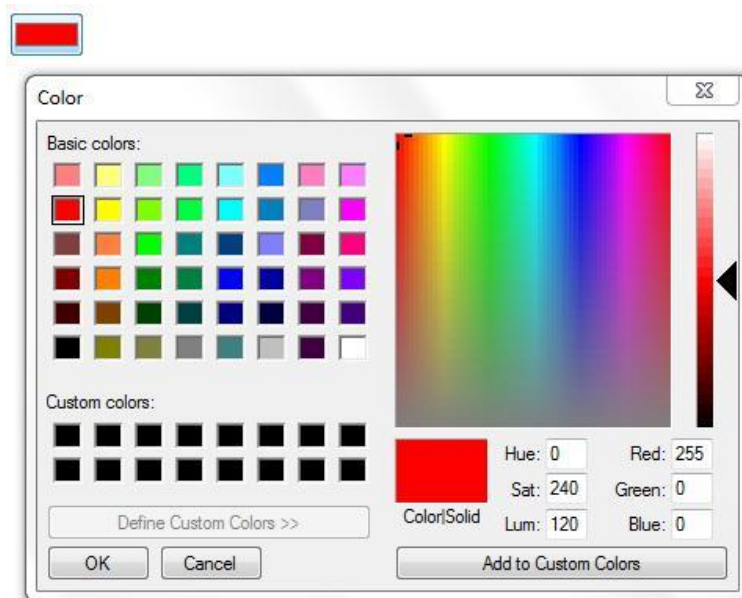 Color
Basic colors:
Custom colors:
Define Custom Colors >>
OK Cancel
Color|Solid
Hue: 0 Red: 255
Sat: 240 Green: 0
Lum: 120 Blue: 0
Add to Custom Colors